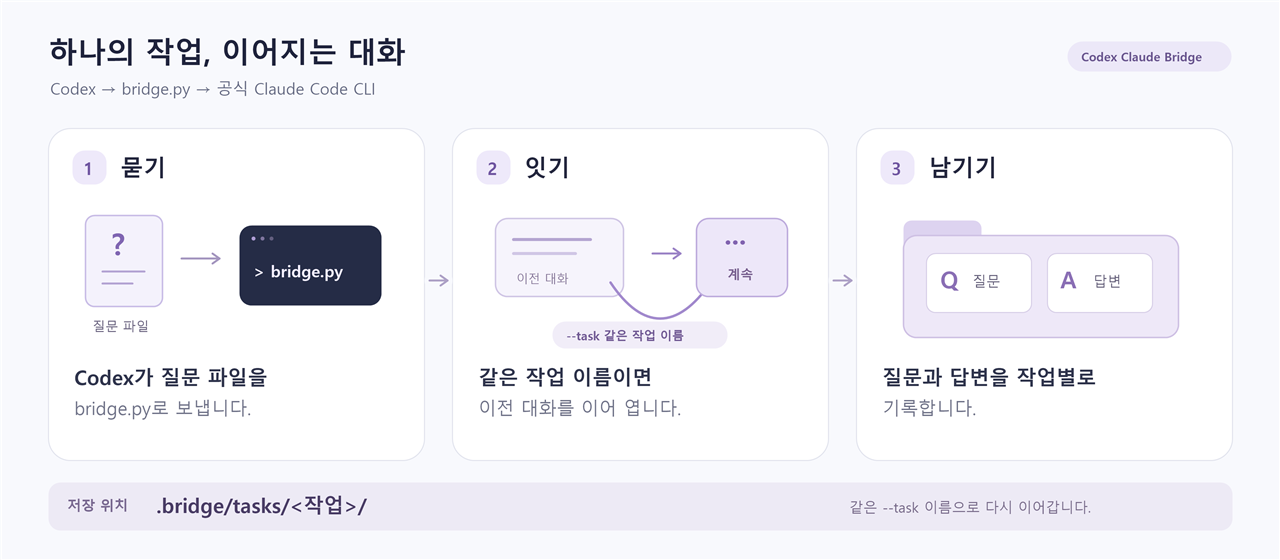 하나의 작업, 이어지는 대화
Codex → bridge.py → 공식 Claude Code CLI
Codex Claude Bridge
1 묻기
?
> bridge.py
질문 파일
Codex가 질문 파일을
bridge.py로 보냅니다.
2 잇기
이전 대화
계속
--task 같은 작업 이름
같은 작업 이름이면
이전 대화를 이어 엽니다.
3 남기기
Q 질문
A 답변
질문과 답변을 작업별로
기록합니다.
저장 위치 .bridge/tasks/<작업>/
같은 --task 이름으로 다시 이어갑니다.